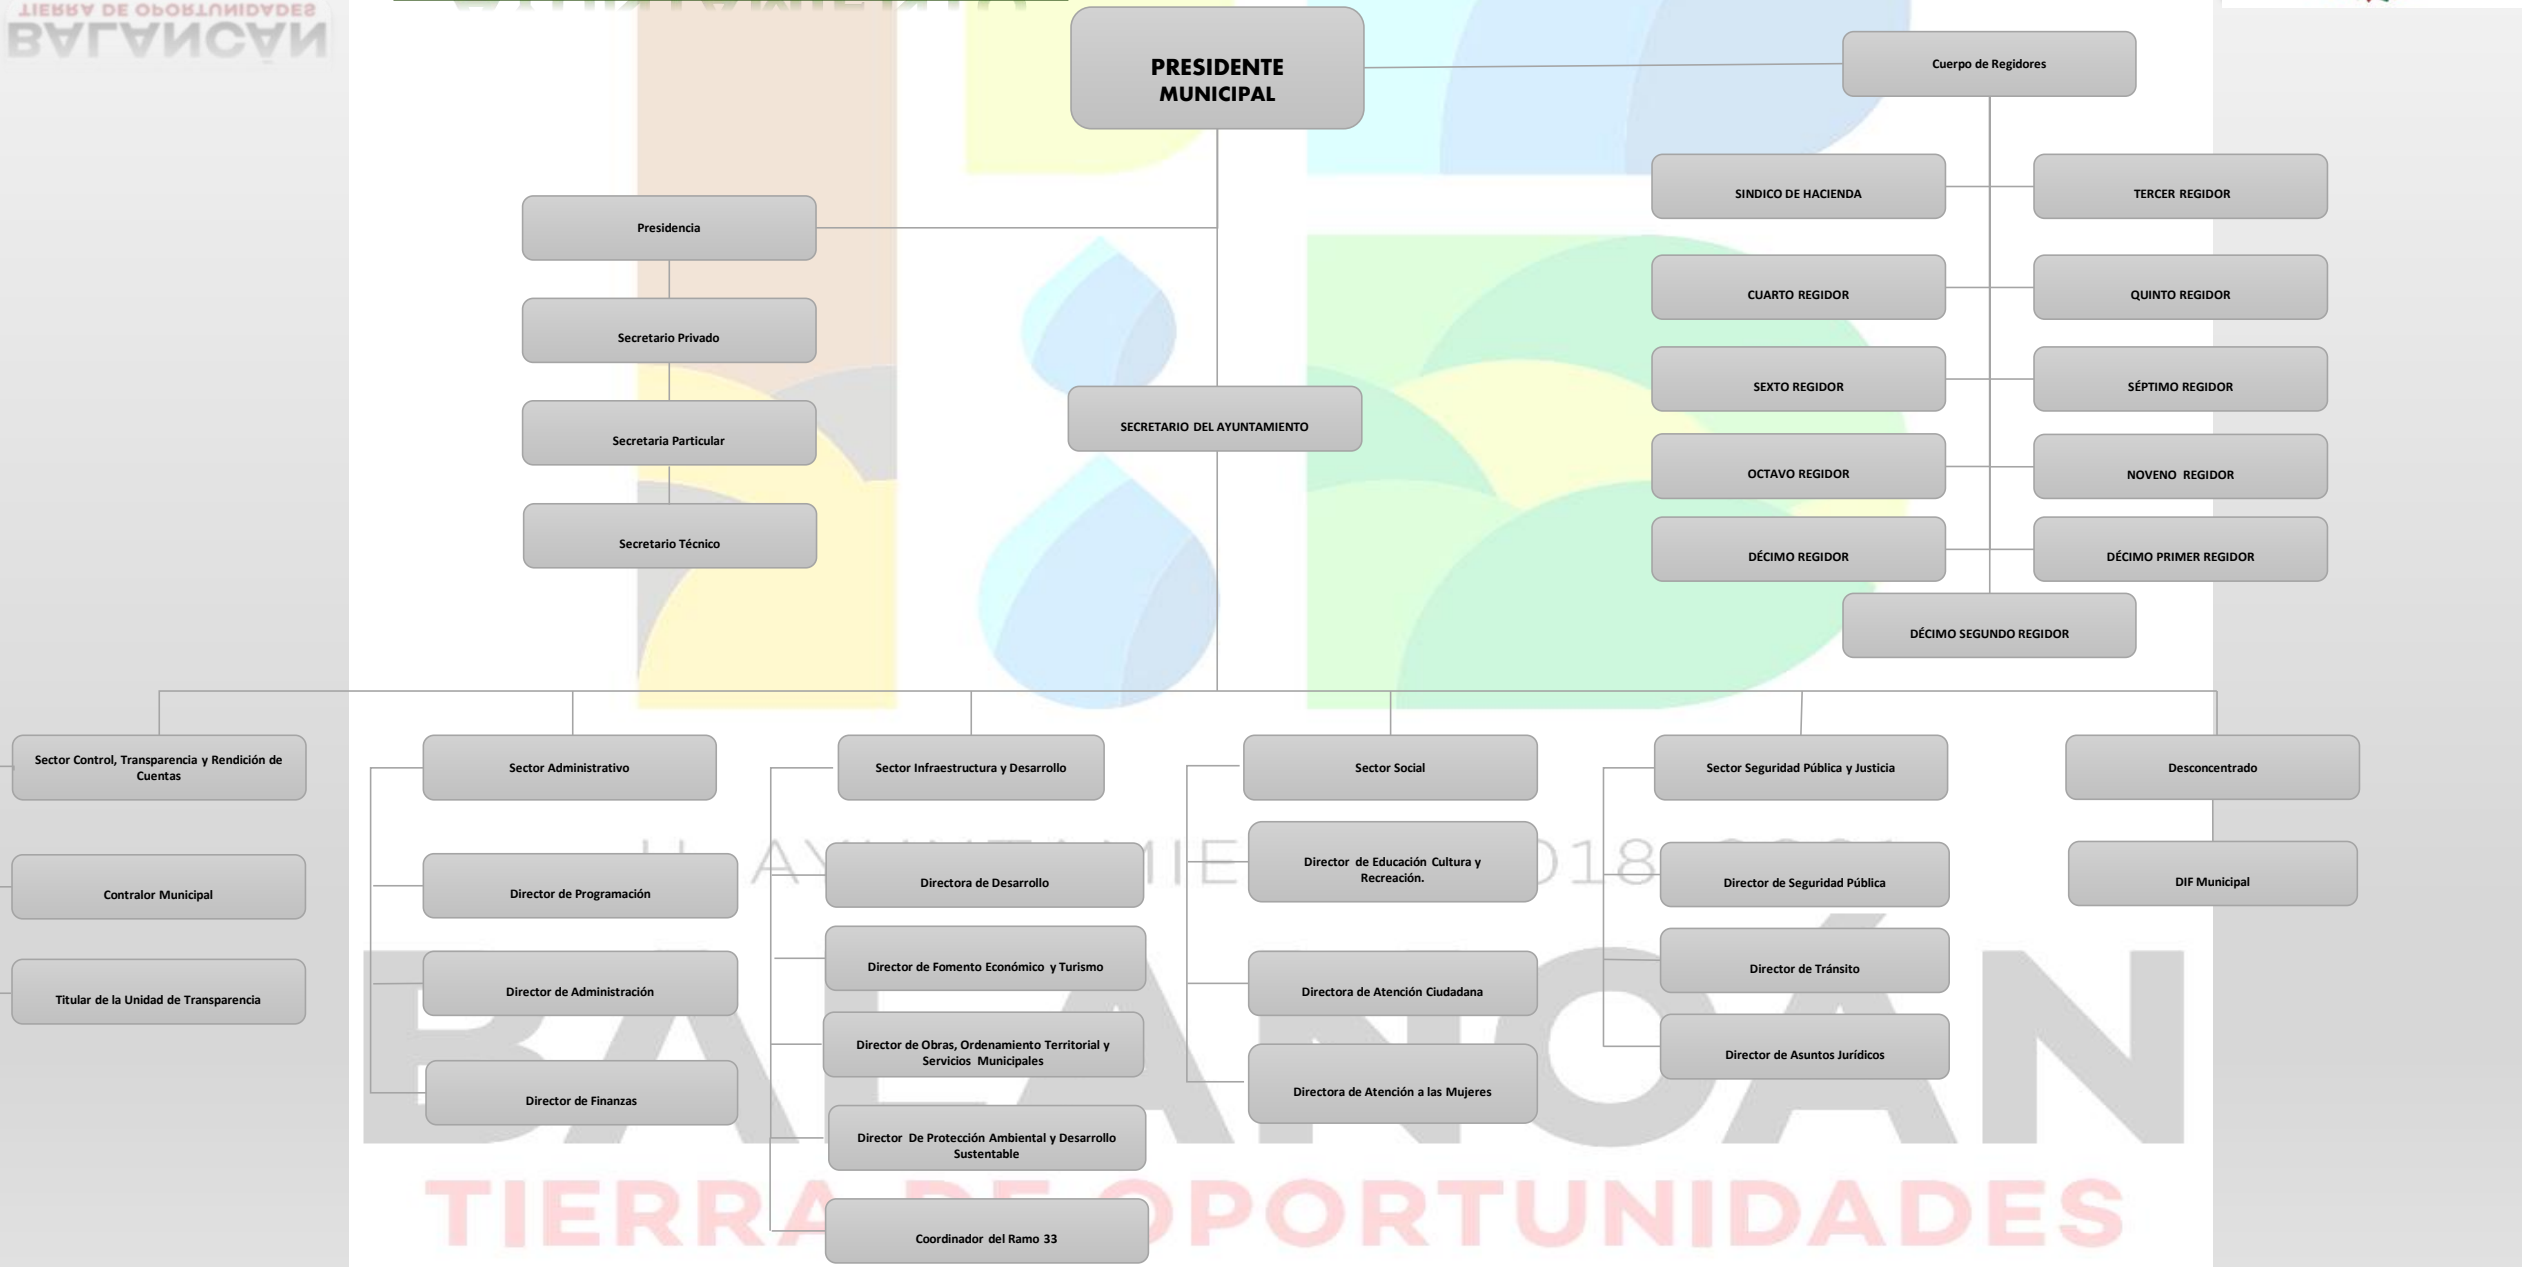 TIERRA DE OPORTUNIDADES
BALANCÁN
PRESIDENTE
MUNICIPAL
Cuerpo de Regidores
SINDICO DE HACIENDA
TERCER REGIDOR
Presidencia
CUARTO REGIDOR
QUINTO REGIDOR
Secretario Privado
SEXTO REGIDOR
SÉPTIMO REGIDOR
SECRETARIO DEL AYUNTAMIENTO
Secretaria Particular
OCTAVO REGIDOR
NOVENO REGIDOR
Secretario Técnico
DÉCIMO REGIDOR
DÉCIMO PRIMER REGIDOR
DÉCIMO SEGUNDO REGIDOR
Sector Control, Transparencia y Rendición de
Cuentas
Contralor Municipal
Titular de la Unidad de Transparencia
Sector Administrativo
Director de Programación
Director de Administración
Director de Finanzas
Sector Infraestructura y Desarrollo
Directora de Desarrollo
Director de Fomento Económico y Turismo
Director de Obras, Ordenamiento Territorial y
Servicios Municipales
Director De Protección Ambiental y Desarrollo
Sustentable
Coordinador del Ramo 33
Sector Social
Director de Educación Cultura y
Recreación.
Directora de Atención Ciudadana
Directora de Atención a las Mujeres
Sector Seguridad Pública y Justicia
Director de Seguridad Pública
Director de Tránsito
Director de Asuntos Jurídicos
Desconcentrado
DIF Municipal
BALANCÁN
TIERRA DE OPORTUNIDADES